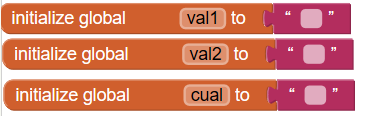 initialize global val1 to “ ”
initialize global val2 to “ ”
initialize global cual to “ ”